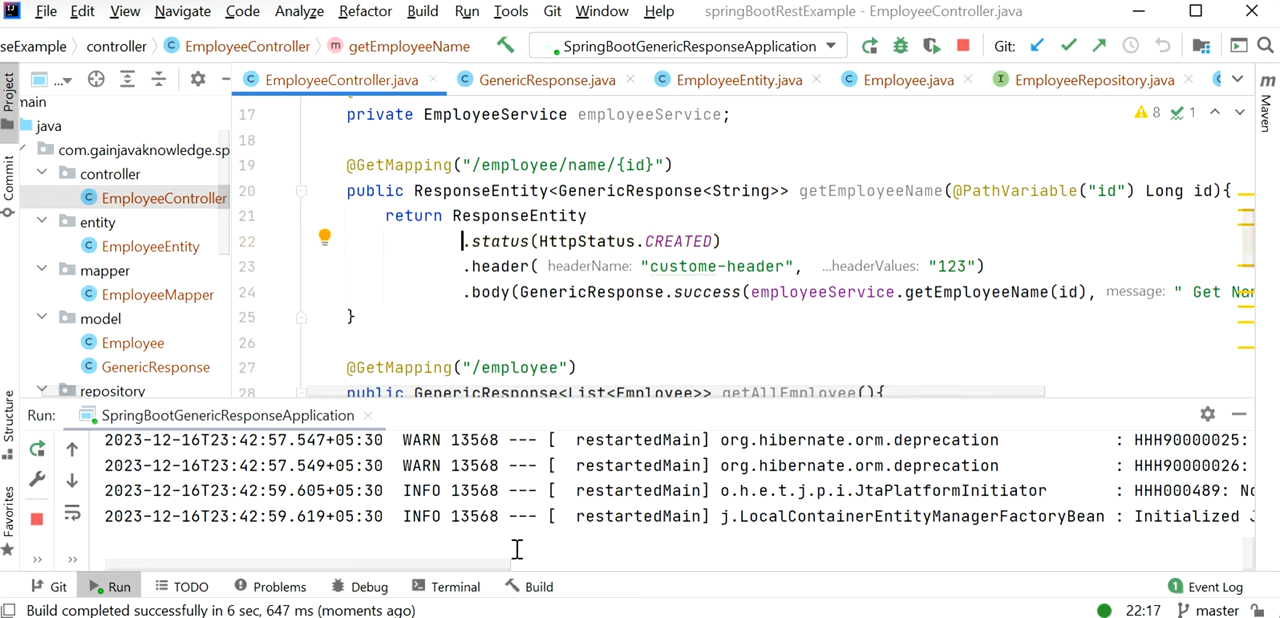 File Edit View Navigate Code Analyze Refactor Build Run Tools Git Window Help springBootRestExample - EmployeeController.java
seExample controller EmployeeController getEmployeeName SpringBootGenericResponseApplication Git:
EmployeeController.java GenericResponse.java EmployeeEntity.java Employee.java EmployeeRepository.java
Project
Commit
Structure
Favorites
main
java
com.gainjavaknowledge.sp
controller
EmployeeController
entity
EmployeeEntity
mapper
EmployeeMapper
model
Employee
GenericResponse
repository
17 private EmployeeService employeeService;
18
19 @GetMapping("/employee/name/{id}")
20 public ResponseEntity<GenericResponse<String>> getEmployeeName(@PathVariable("id") Long id){
21 return ResponseEntity
22 .status(HttpStatus.CREATED)
23 .header( headerName: "custome-header", ...headerValues: "123")
24 .body(GenericResponse.success(employeeService.getEmployeeName(id), message: " Get Nam
25 }
26
27 @GetMapping("/employee")
28 public GenericResponse<List<Employee>> getAllEmployee(){
8 1
Maven
Run: SpringBootGenericResponseApplication
2023-12-16T23:42:57.547+05:30 WARN 13568 --- [ restartedMain] org.hibernate.orm.deprecation : HHH90000025:
2023-12-16T23:42:57.549+05:30 WARN 13568 --- [ restartedMain] org.hibernate.orm.deprecation : HHH90000026:
2023-12-16T23:42:59.605+05:30 INFO 13568 --- [ restartedMain] o.h.e.t.j.p.i.JtaPlatformInitiator : HHH000489: No
2023-12-16T23:42:59.619+05:30 INFO 13568 --- [ restartedMain] j.LocalContainerEntityManagerFactoryBean : Initialized J
Git Run TODO Problems Debug Terminal Build 1 Event Log
Build completed successfully in 6 sec, 647 ms (moments ago) 22:17 master